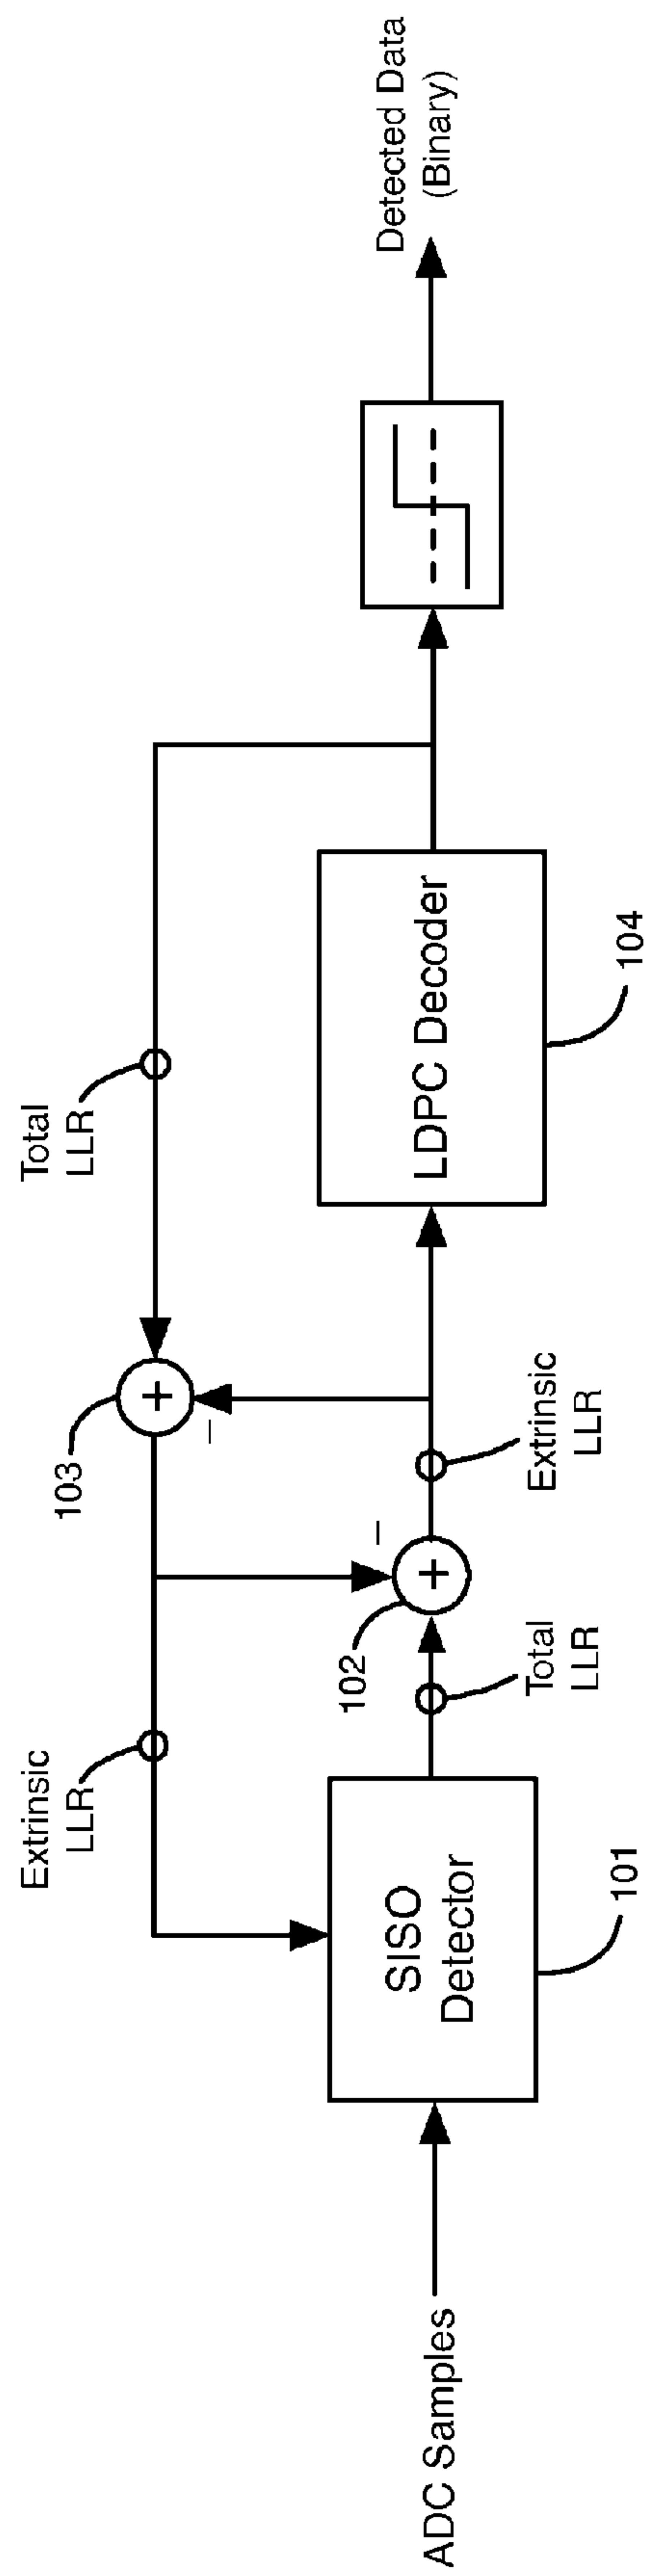 ADC Samples
SISO
Detector
101
Extrinsic
LLR
Total
LLR
102
–
+
Extrinsic
LLR
103
–
+
Total
LLR
LDPC Decoder
104
Detected Data
(Binary)